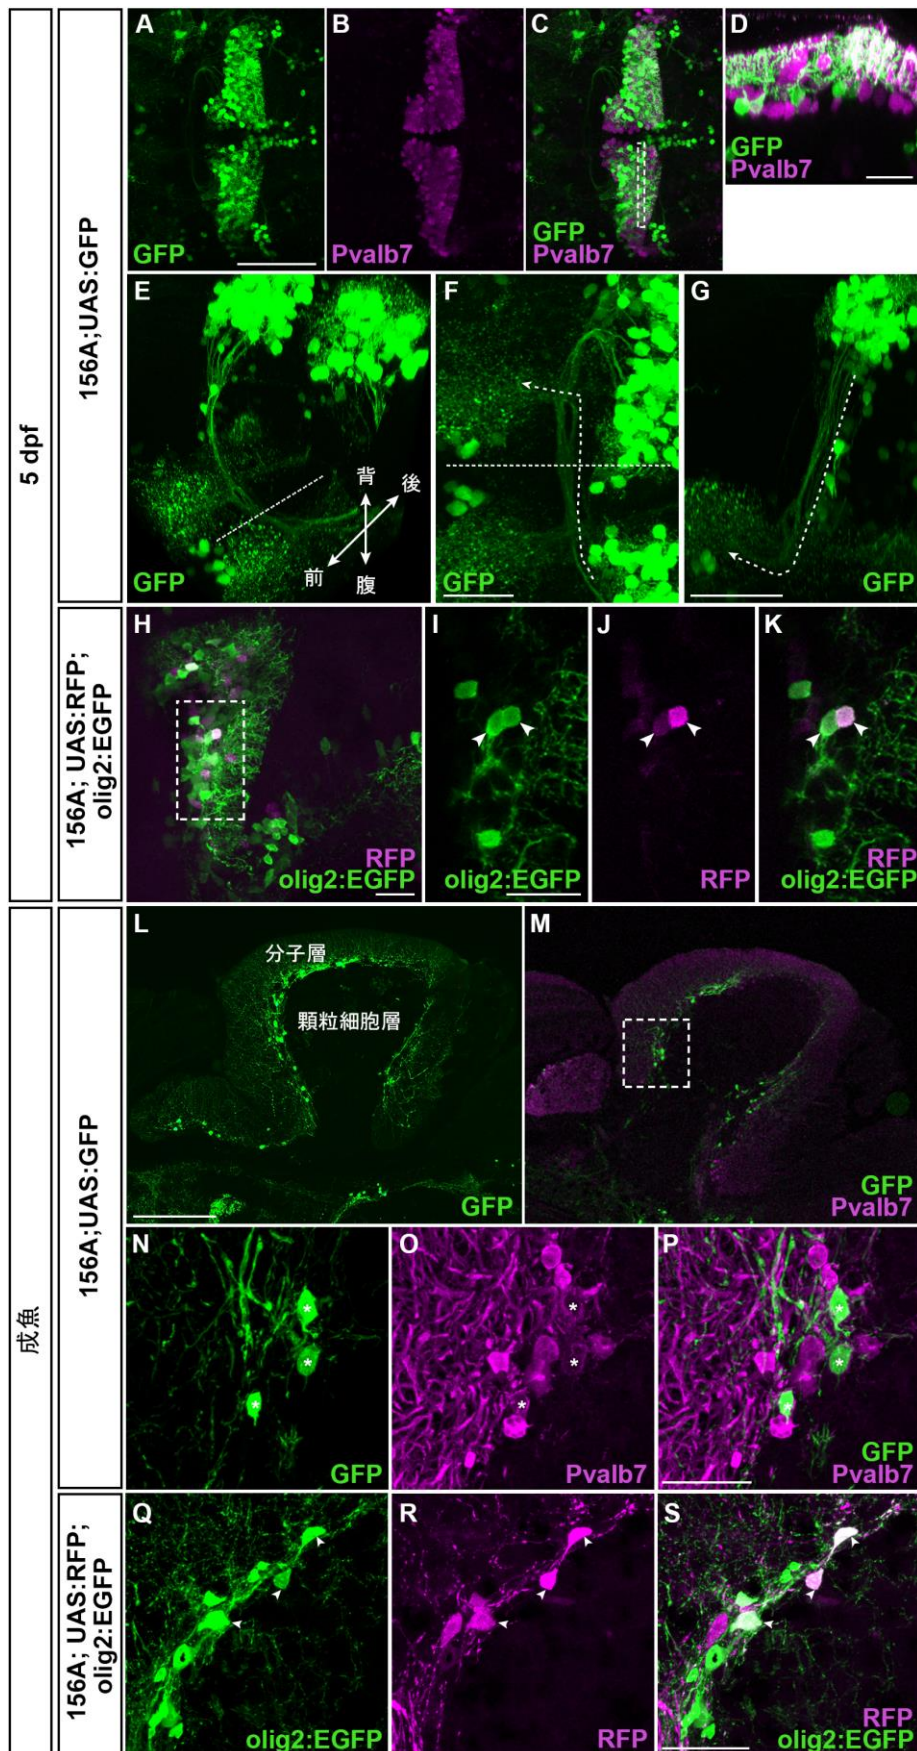 5 dpf
156A;UAS:GFP
A
GFP
B
Pvalb7
C
GFP
Pvalb7
D
GFP
Pvalb7
E
背
後
前
腹
GFP
F
GFP
G
GFP
156A; UAS:RFP;
olig2:EGFP
H
RFP
olig2:EGFP
I
olig2:EGFP
J
RFP
K
RFP
olig2:EGFP
成魚
156A;UAS:GFP
L
分子層
顆粒細胞層
GFP
M
GFP
Pvalb7
N
*
*
*
GFP
O
*
*
*
Pvalb7
P
*
*
*
GFP
Pvalb7
156A; UAS:RFP;
olig2:EGFP
Q
olig2:EGFP
R
RFP
S
RFP
olig2:EGFP